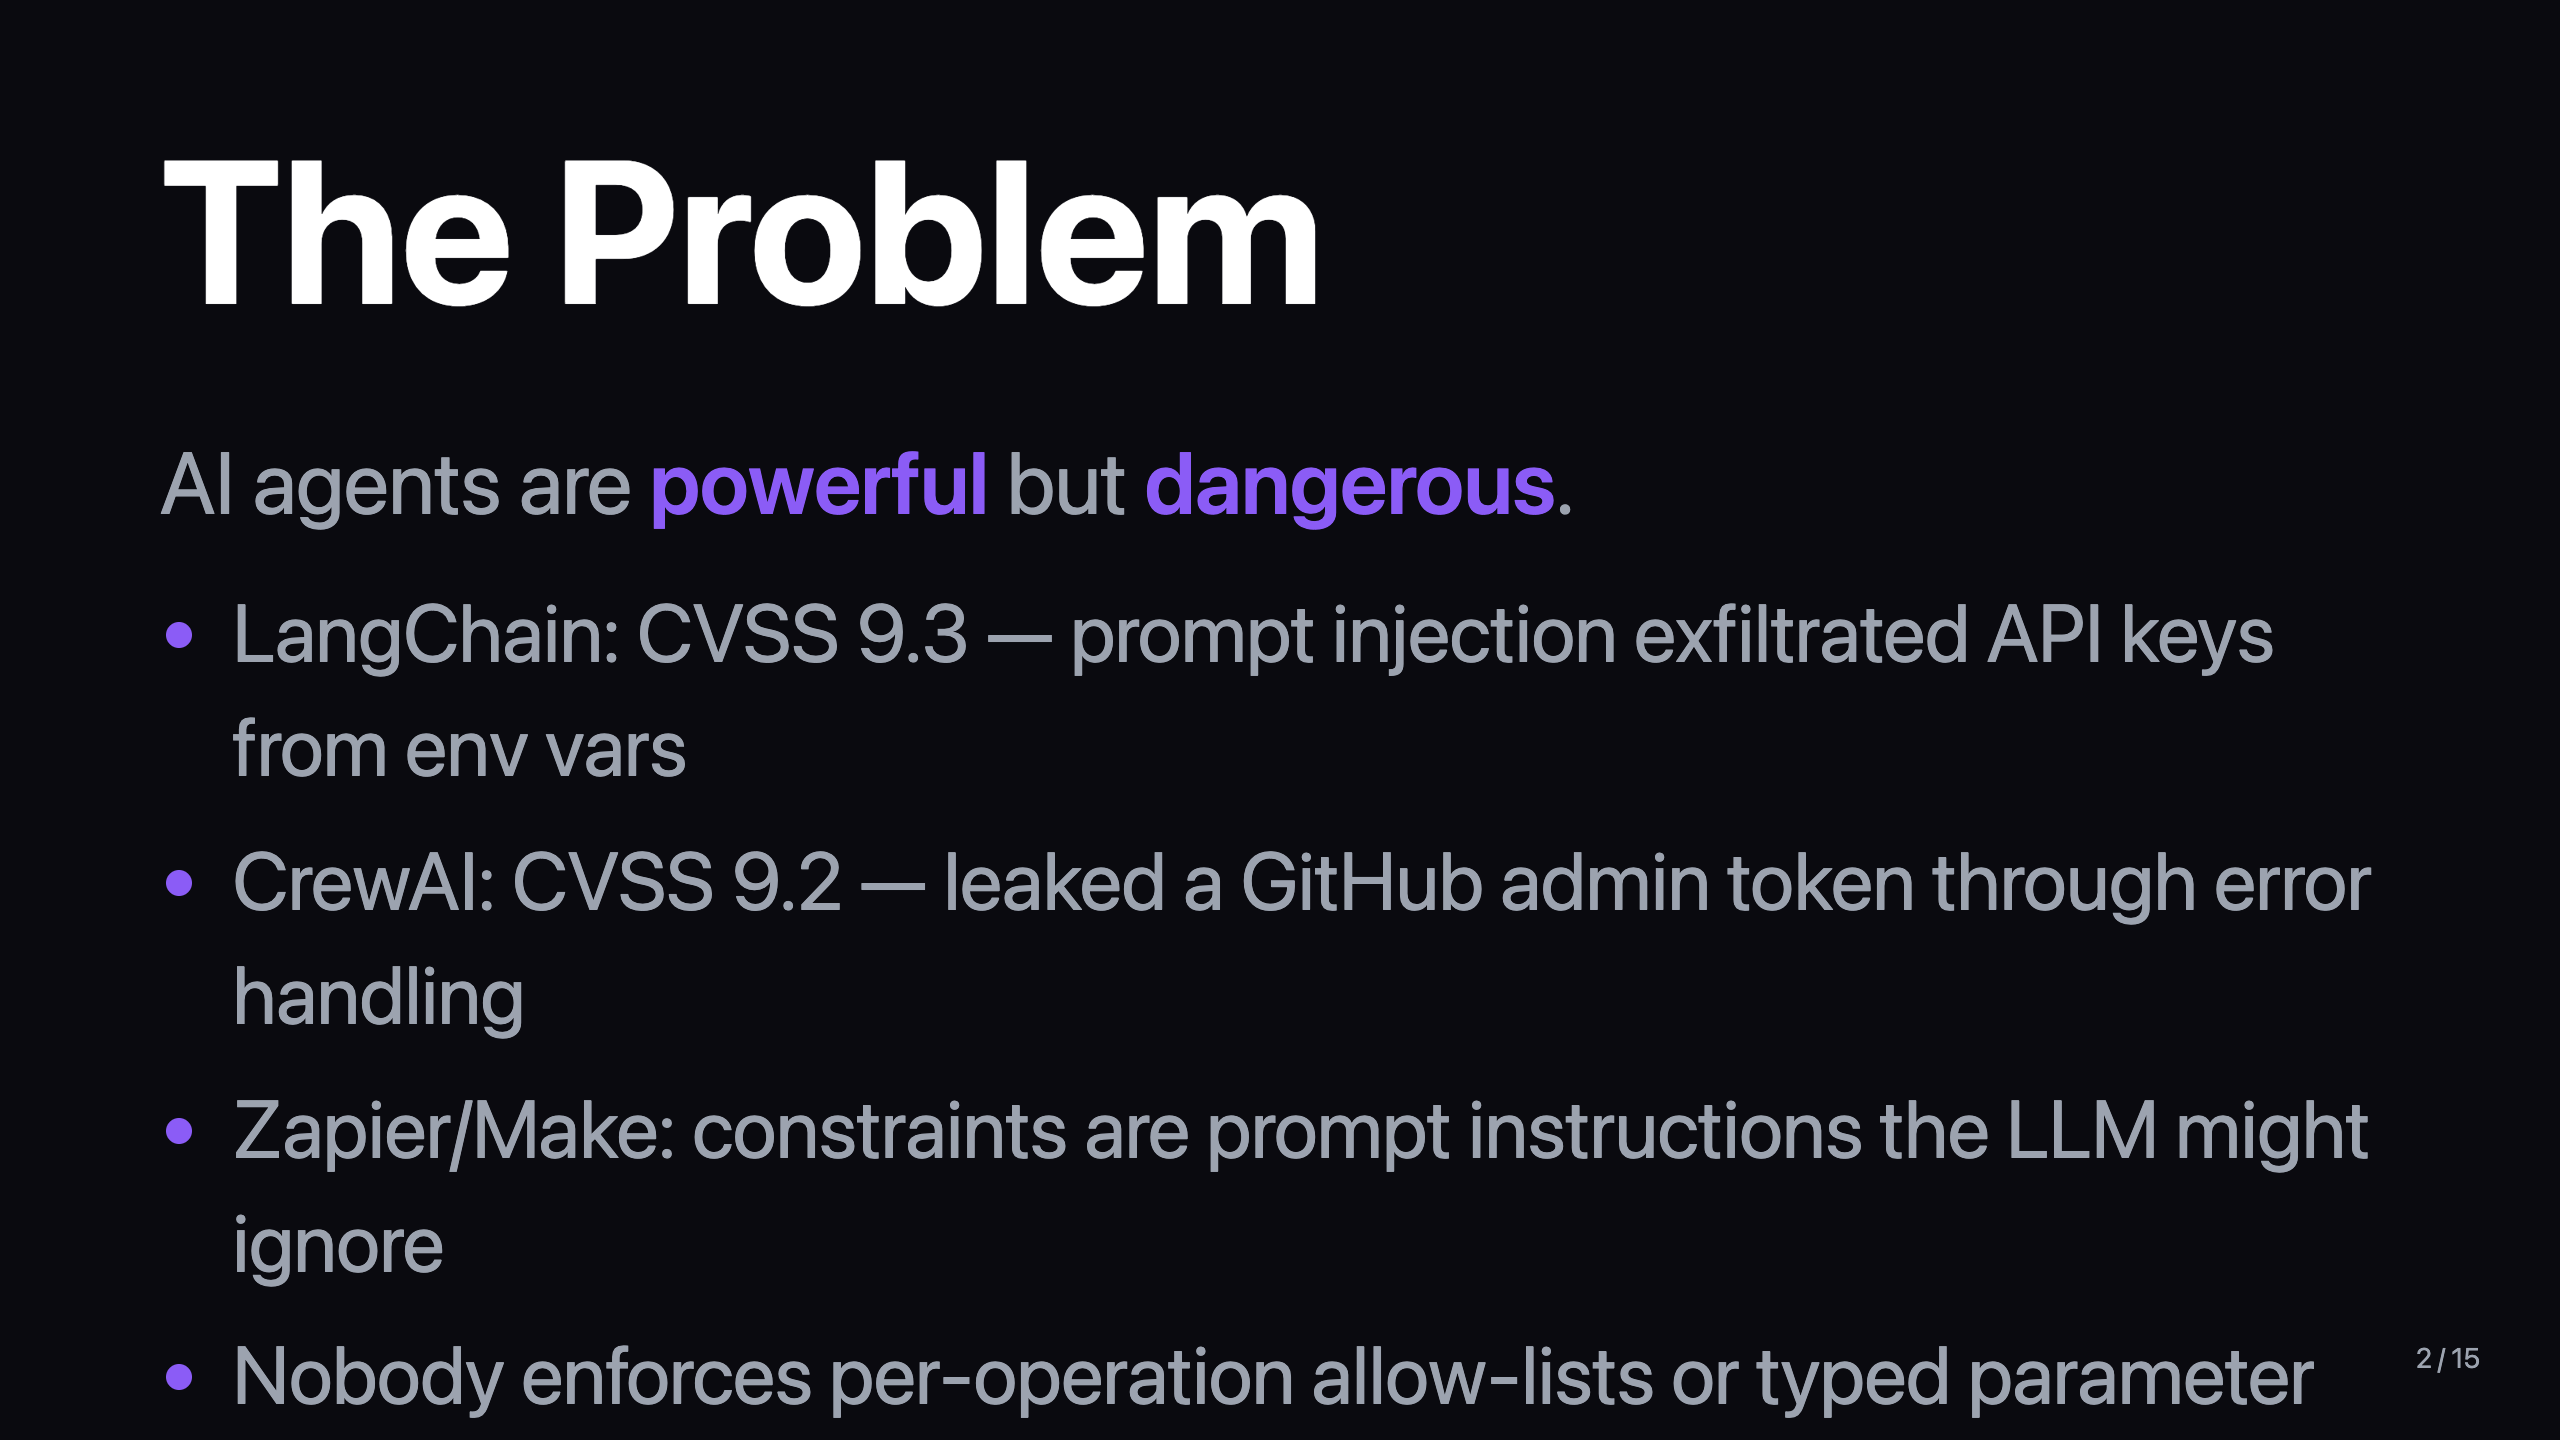 The Problem
AI agents are powerful but dangerous.
• LangChain: CVSS 9.3 — prompt injection exfiltrated API keys
from env vars
• CrewAI: CVSS 9.2 — leaked a GitHub admin token through error
handling
• Zapier/Make: constraints are prompt instructions the LLM might
ignore
• Nobody enforces per-operation allow-lists or typed parameter
2 / 15